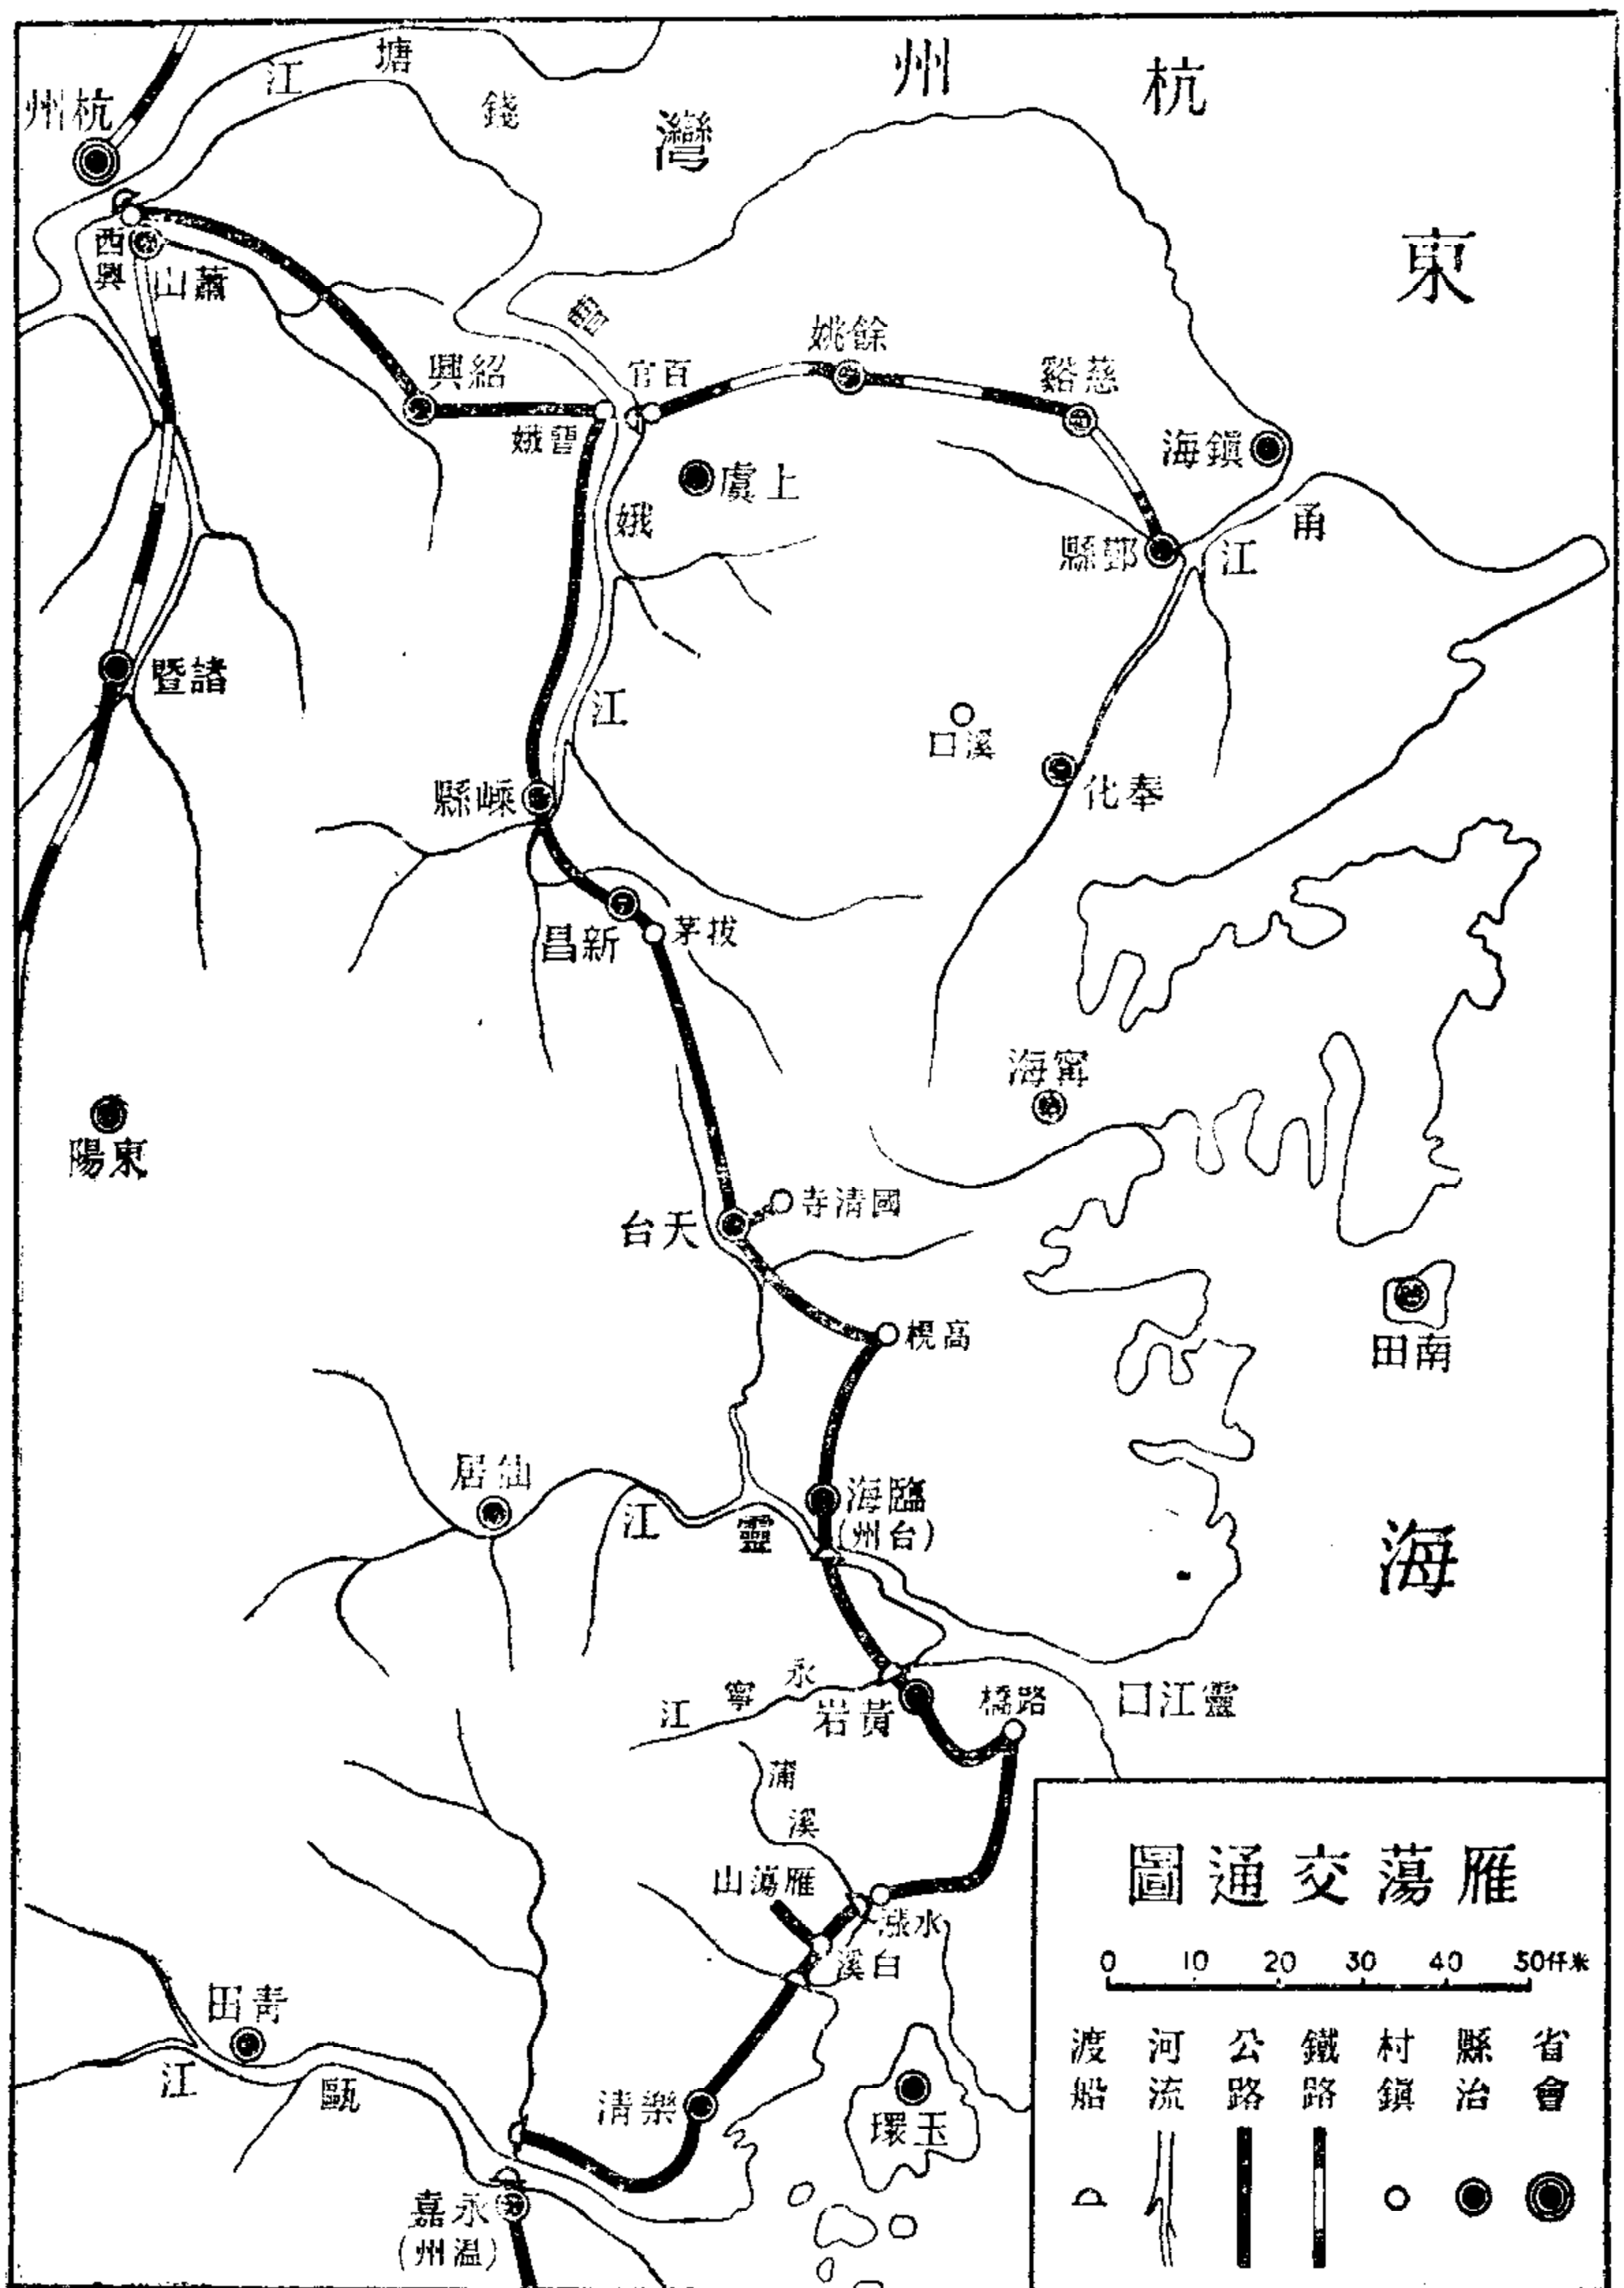 杭州灣
東海
錢塘江
杭州
西興
蕭山
紹興
曹娥
百官
餘姚
慈谿
鎮海
鄞縣
甬江
上虞
曹娥江
諸暨
溪口
奉化
嵊縣
新昌
拔茅
寧海
東陽
國清寺
天台
高梘
南田
仙居
靈江
臨海
(台州)
永寧江
黃岩
路橋
靈江口
蒲溪
雁蕩山
水漲
白溪
青田
甌江
樂清
玉環
永嘉
(溫州)
雁蕩交通圖
0 10 20 30 40 50仟米
省會
縣治
村鎮
鐵路
公路
河流
渡船